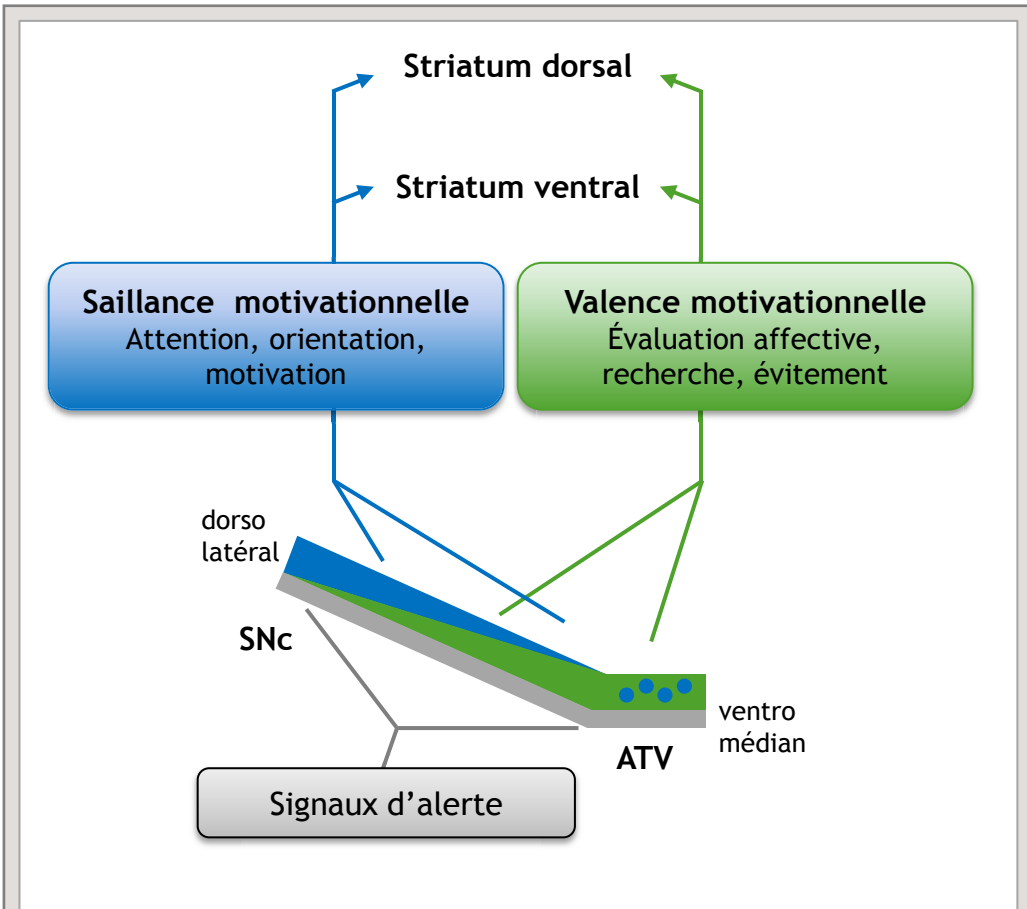 Striatum dorsal
Striatum ventral
Saillance  motivationnelle
Attention, orientation,
motivation
Valence motivationnelle
Évaluation affective,
recherche, évitement
dorso
latéral
SNc
ventro
médian
ATV
Signaux d’alerte